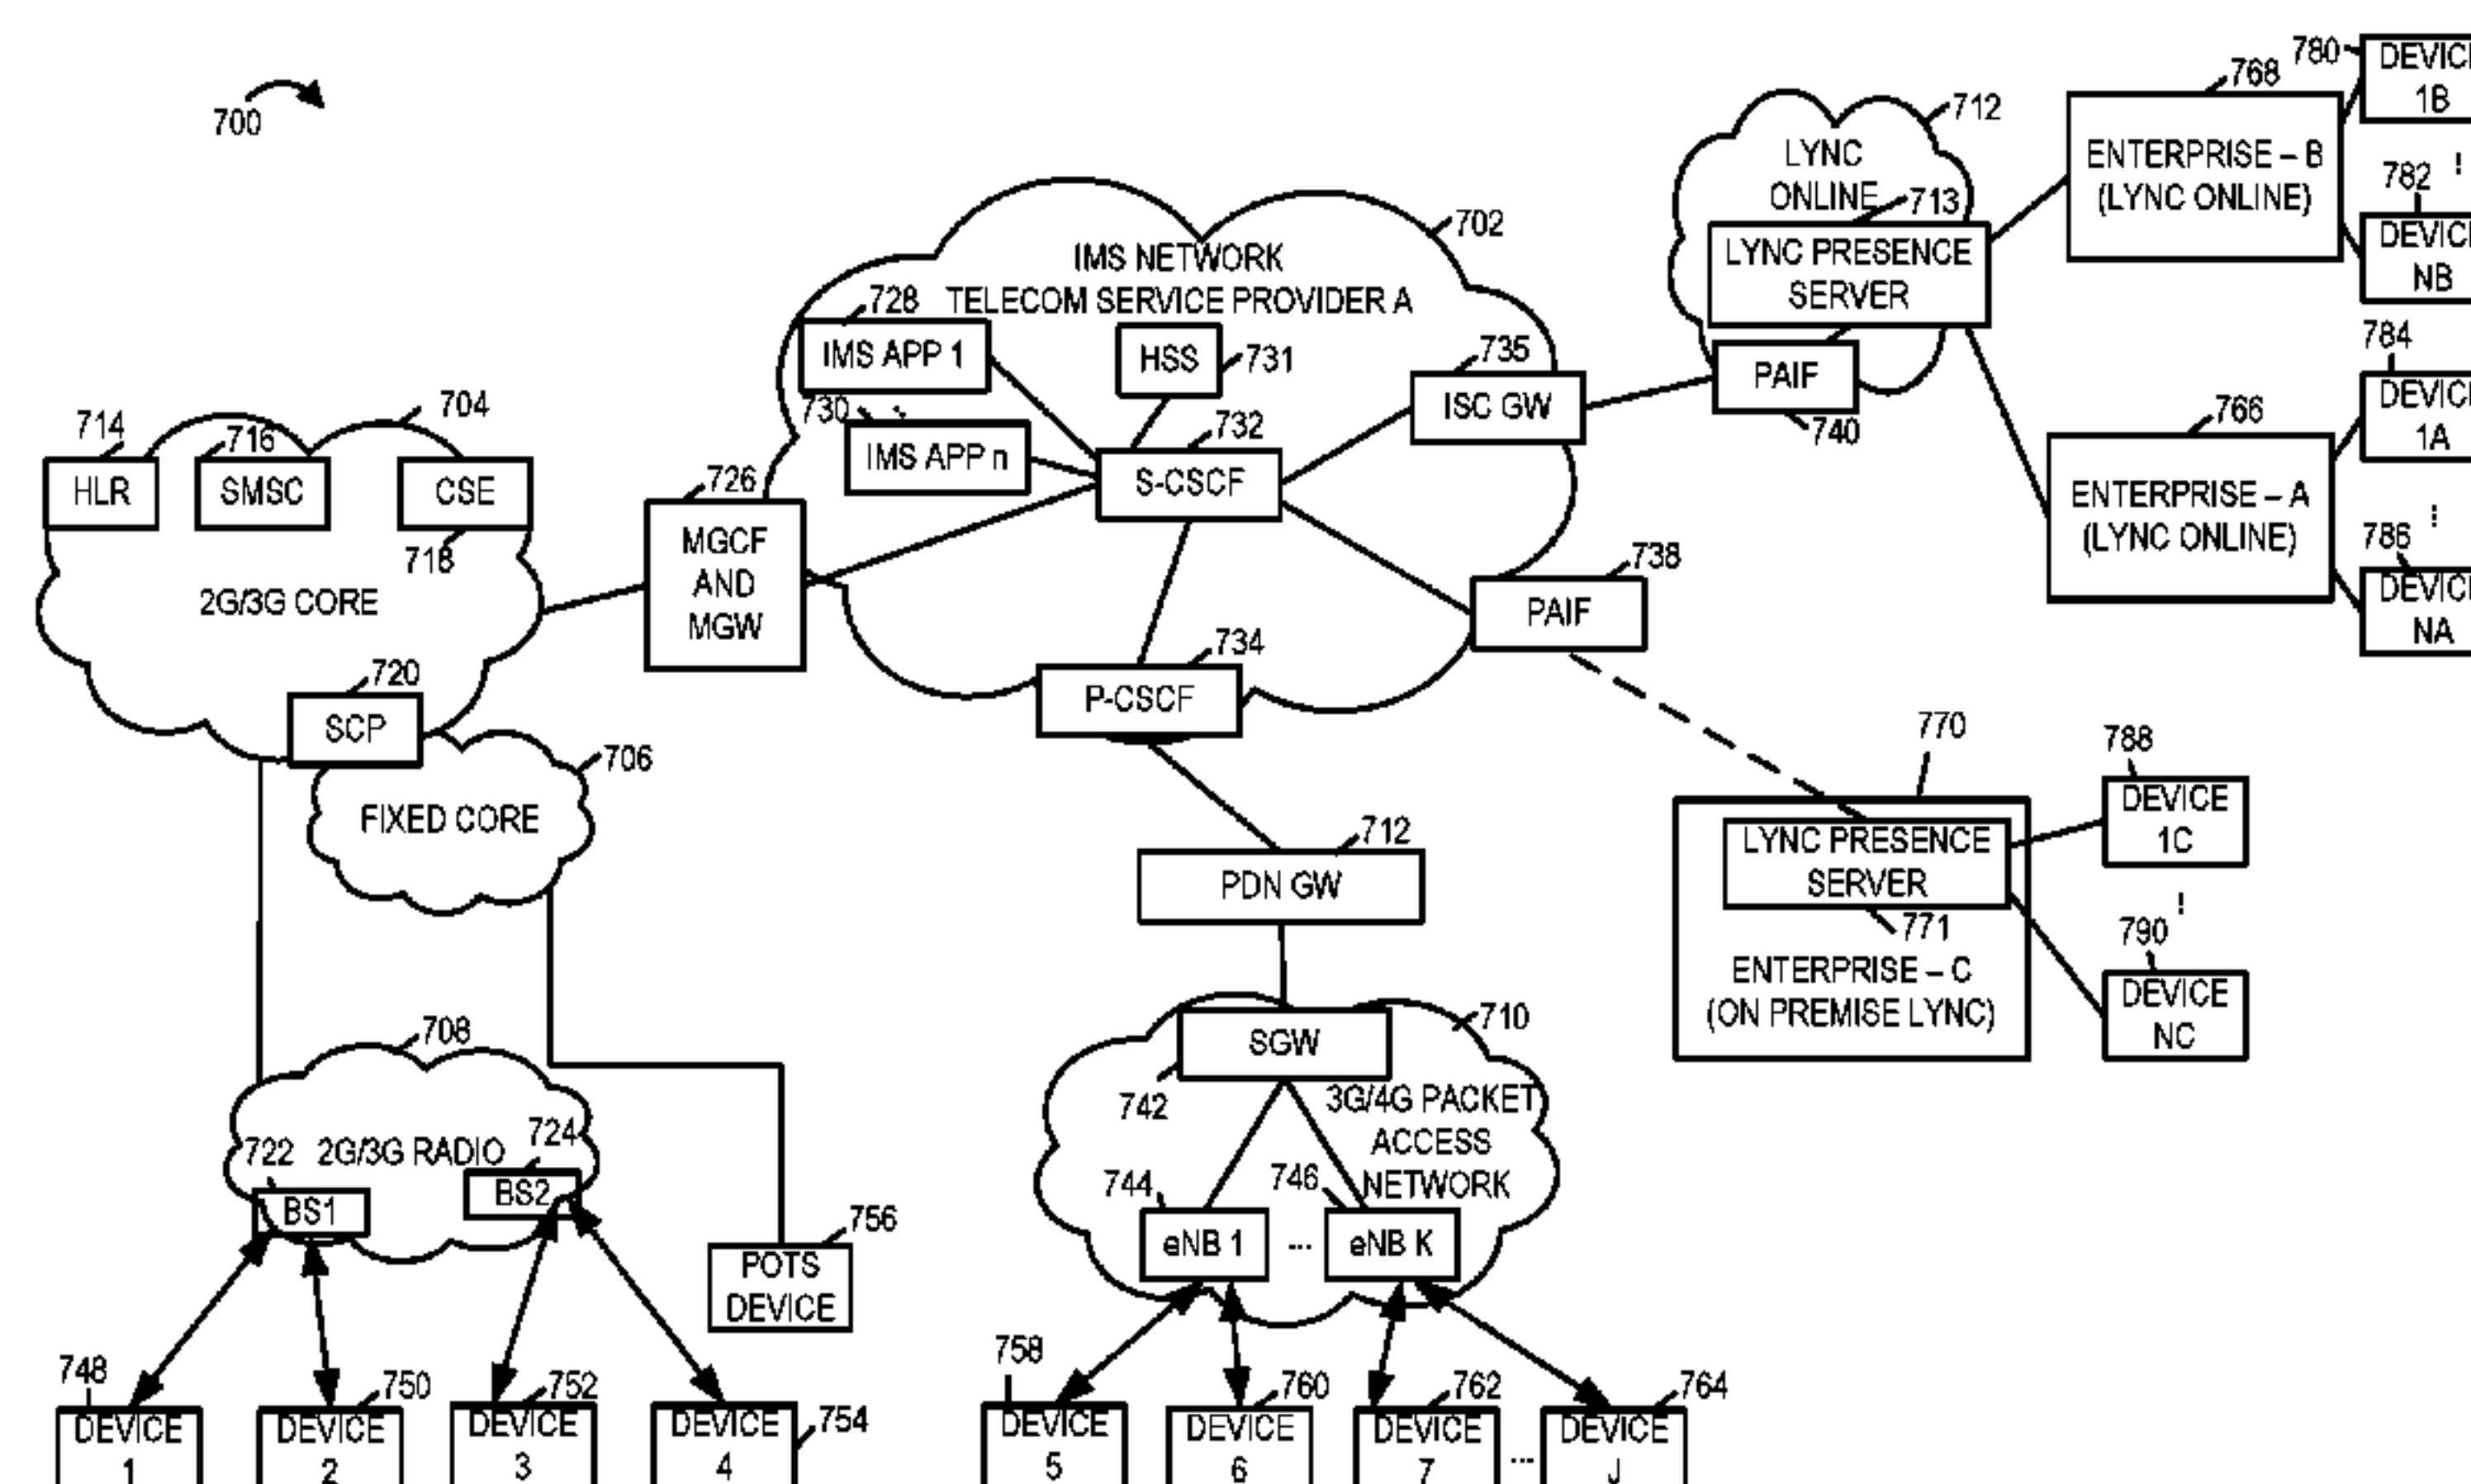 700
702
IMS NETWORK
TELECOM SERVICE PROVIDER A
728
IMS APP 1
730
IMS APP n
HSS
731
732
S-CSCF
735
ISC GW
726
MGCF
AND
MGW
738
PAIF
734
P-CSCF
714
704
716
HLR
SMSC
CSE
718
2G/3G CORE
720
SCP
706
FIXED CORE
708
722
2G/3G RADIO
724
BS1
BS2
756
POTS
DEVICE
748
DEVICE
1
750
DEVICE
2
752
DEVICE
3
DEVICE
4
754
712
PDN GW
710
SGW
742
3G/4G PACKET
ACCESS
NETWORK
744
746
eNB 1
...
eNB K
758
DEVICE
5
760
DEVICE
6
762
DEVICE
7
...
764
DEVICE
J
712
LYNC
ONLINE
713
LYNC PRESENCE
SERVER
PAIF
740
768
ENTERPRISE – B
(LYNC ONLINE)
780
1B
782
NB
766
ENTERPRISE – A
(LYNC ONLINE)
784
1A
786
NA
770
LYNC PRESENCE
SERVER
771
ENTERPRISE – C
(ON PREMISE LYNC)
788
DEVICE
1C
790
DEVICE
NC